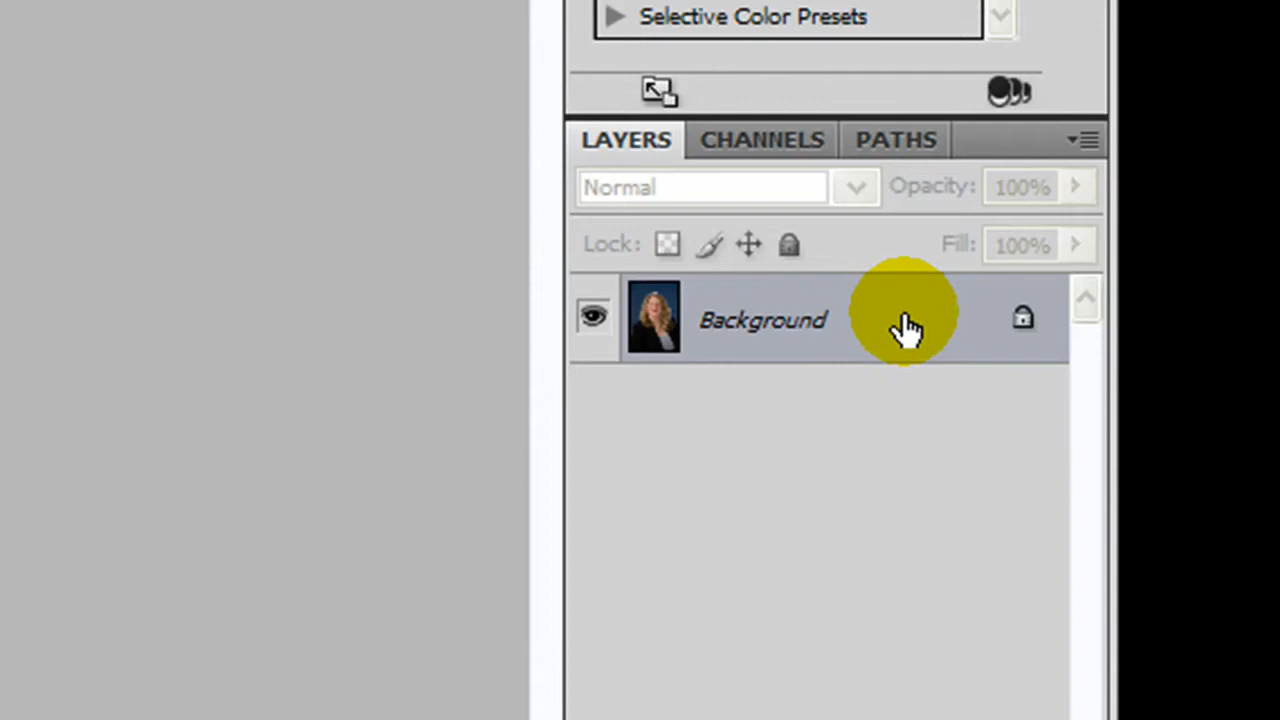 Selective Color Presets
LAYERS CHANNELS PATHS
Normal Opacity: 100%
Lock: Fill: 100%
Background